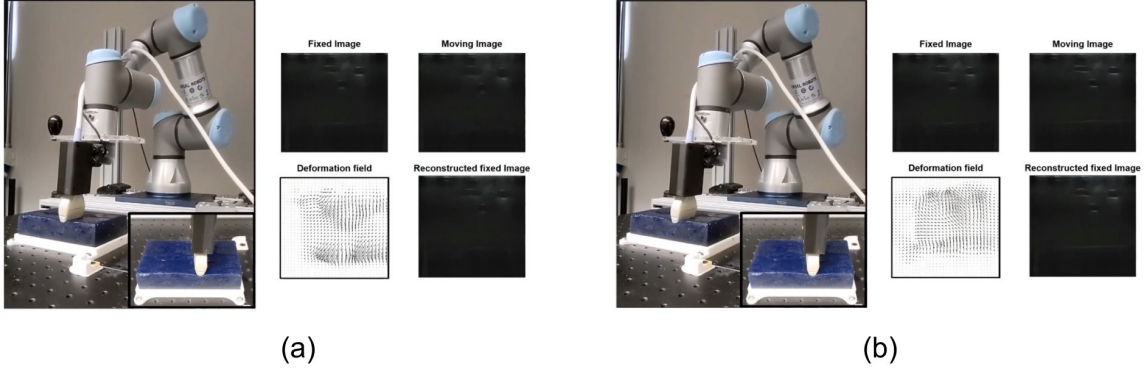 Fixed Image
Moving Image
Deformation field
Reconstructed fixed Image
(a)
Fixed Image
Moving Image
Deformation field
Reconstructed fixed Image
(b)